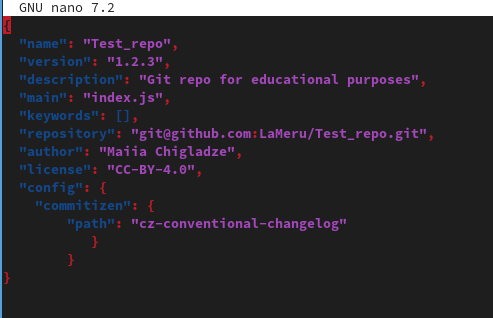 GNU nano 7.2
{
  "name": "Test_repo",
  "version": "1.2.3",
  "description": "Git repo for educational purposes",
  "main": "index.js",
  "keywords": [],
  "repository": "git@github.com:LaMeru/Test_repo.git",
  "author": "Maiia Chigladze",
  "license": "CC-BY-4.0",
  "config": {
    "commitizen": {
        "path": "cz-conventional-changelog"
           }
        }
}